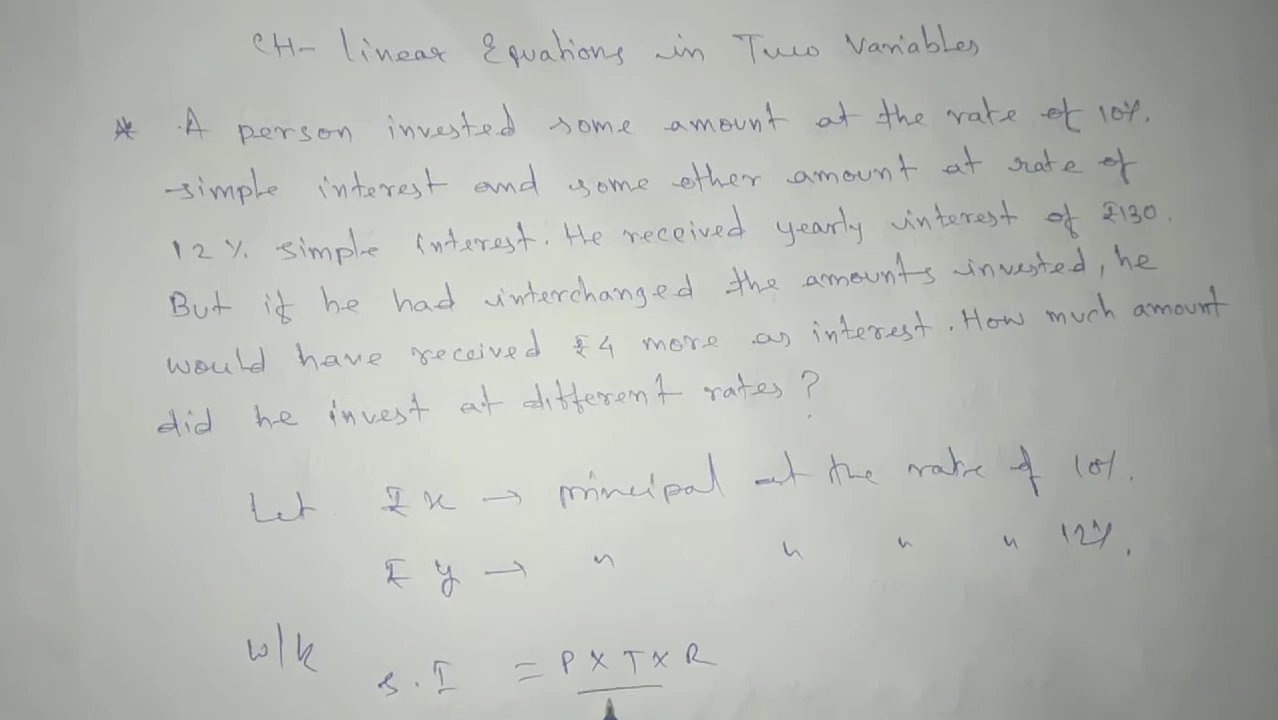 CH- Linear Equations in Two Variables
* A person invested some amount at the rate of 10%.
simple interest and some other amount at rate of
12% simple interest. He received yearly interest of ₹130.
But if he had interchanged the amounts invested, he
would have received ₹4 more as interest. How much amount
did he invest at different rates?
Let ₹x → principal at the rate of 10%.
₹y → " " " " 12%.
w/k
S.I = P X T X R